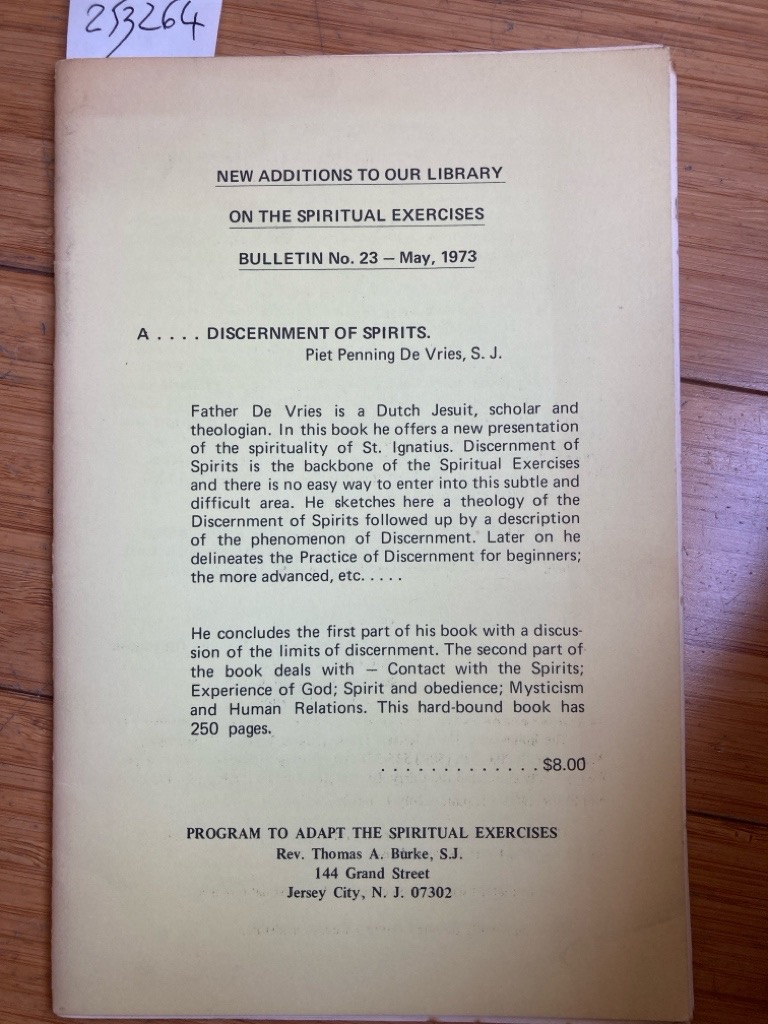 253264
NEW ADDITIONS TO OUR LIBRARY
ON THE SPIRITUAL EXERCISES
BULLETIN No. 23 — May, 1973
A . . . . DISCERNMENT OF SPIRITS.
Piet Penning De Vries, S. J.
Father De Vries is a Dutch Jesuit, scholar and
theologian. In this book he offers a new presentation
of the spirituality of St. Ignatius. Discernment of
Spirits is the backbone of the Spiritual Exercises
and there is no easy way to enter into this subtle and
difficult area. He sketches here a theology of the
Discernment of Spirits followed up by a description
of the phenomenon of Discernment. Later on he
delineates the Practice of Discernment for beginners;
the more advanced, etc. . . . .
He concludes the first part of his book with a discus-
sion of the limits of discernment. The second part of
the book deals with — Contact with the Spirits;
Experience of God; Spirit and obedience; Mysticism
and Human Relations. This hard-bound book has
250 pages.
. . . . . . . . . . . . . . $8.00
PROGRAM TO ADAPT THE SPIRITUAL EXERCISES
Rev. Thomas A. Burke, S.J.
144 Grand Street
Jersey City, N. J. 07302